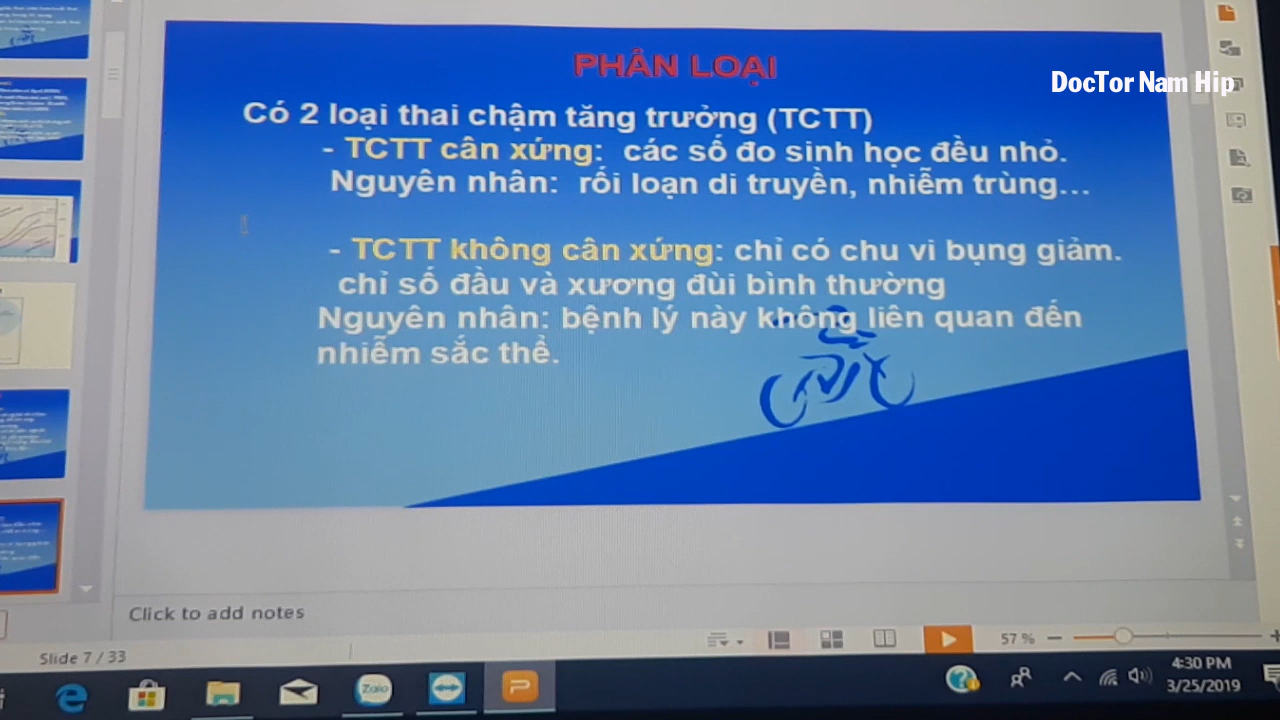 PHÂN LOẠI
DocTor Nam Hip
Có 2 loại thai chậm tăng trưởng (TCTT)
- TCTT cân xứng: các số đo sinh học đều nhỏ.
Nguyên nhân: rối loạn di truyền, nhiễm trùng...
- TCTT không cân xứng: chỉ có chu vi bụng giảm.
chỉ số đầu và xương đùi bình thường
Nguyên nhân: bệnh lý này không liên quan đến
nhiễm sắc thể.
Click to add notes
57 %
Slide 7 / 33
4:30 PM
Zalo
3/25/2019